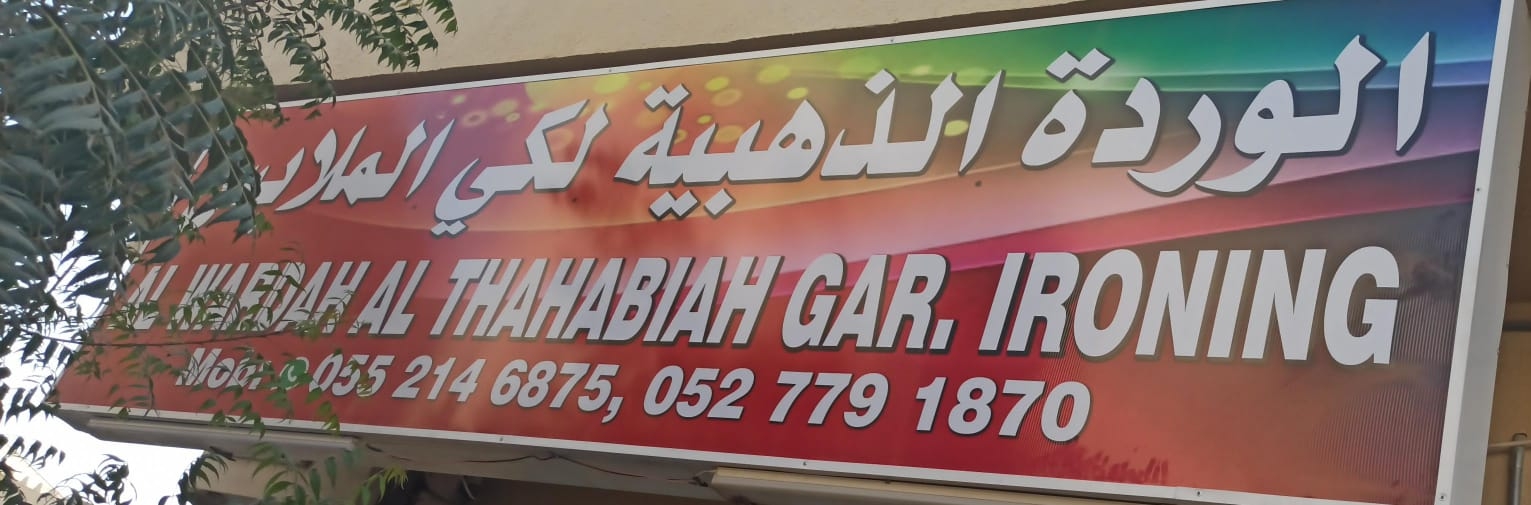 الوردة الذهبية لكي الملابس
AL WARDAH AL THAHABIAH GAR. IRONING
Mob: 055 214 6875, 052 779 1870